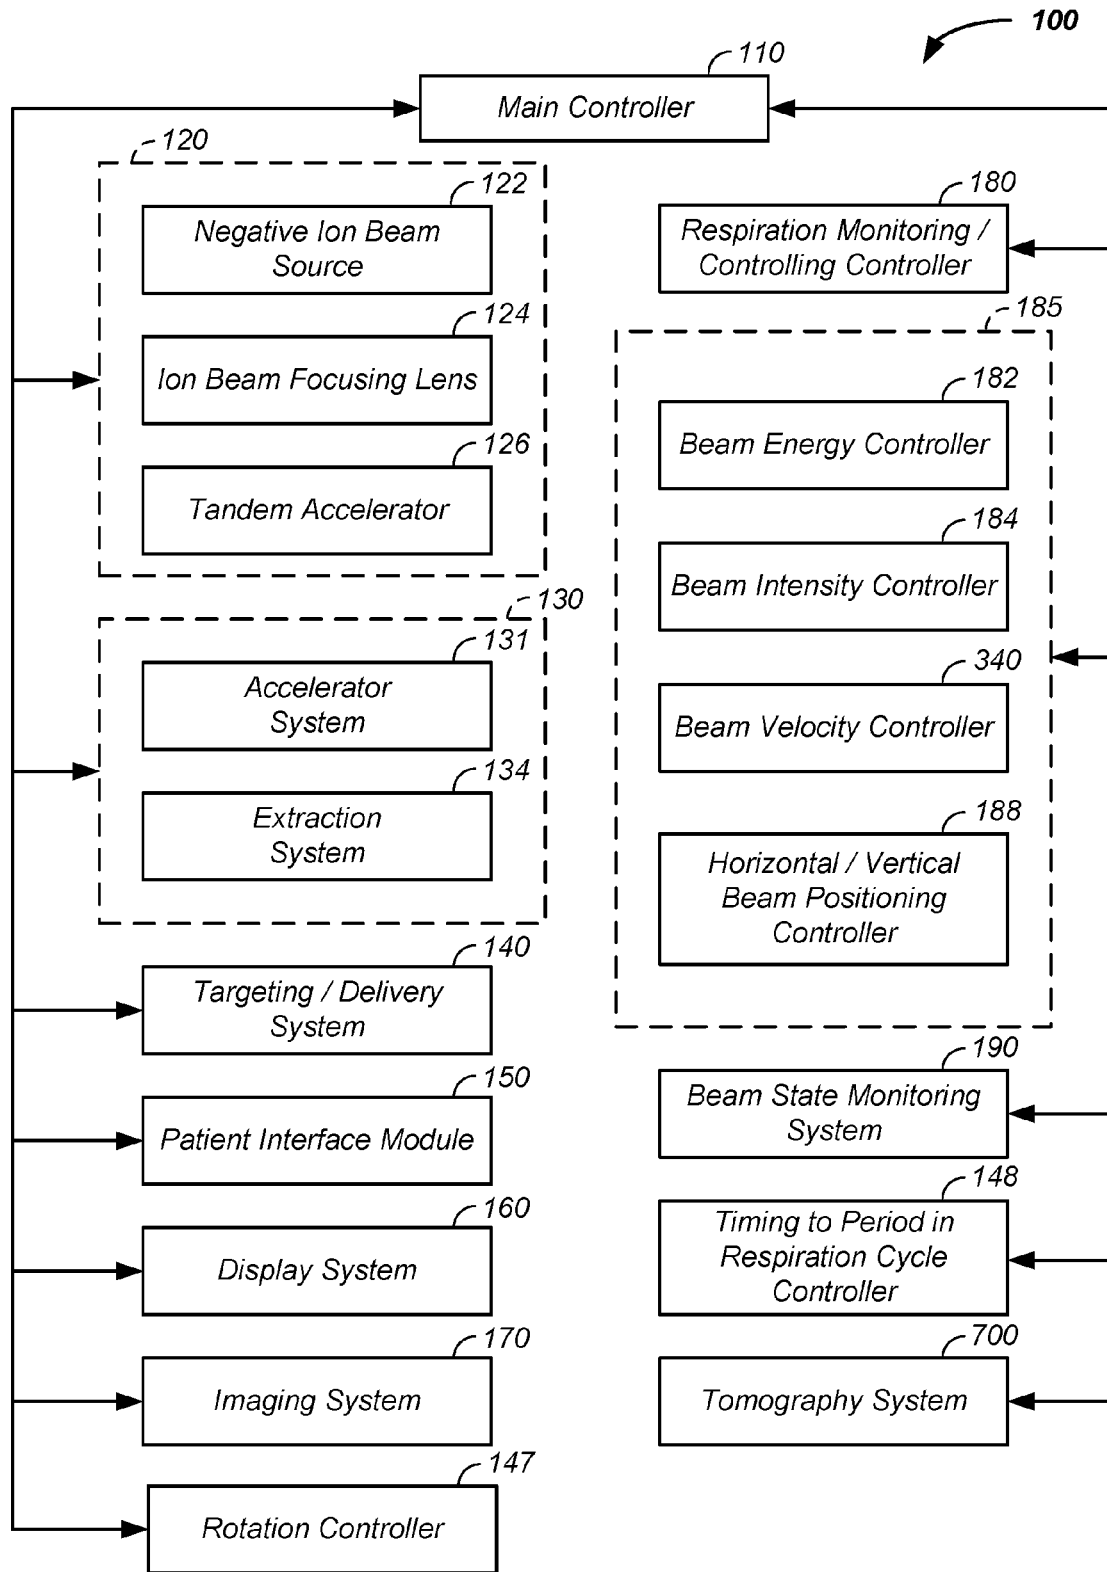 100
110
Main Controller
120
122
Negative Ion Beam
Source
124
Ion Beam Focusing Lens
126
Tandem Accelerator
130
131
Accelerator
System
134
Extraction
System
140
Targeting / Delivery
System
150
Patient Interface Module
160
Display System
170
Imaging System
147
Rotation Controller
180
Respiration Monitoring /
Controlling Controller
185
182
Beam Energy Controller
184
Beam Intensity Controller
340
Beam Velocity Controller
188
Horizontal / Vertical
Beam Positioning
Controller
190
Beam State Monitoring
System
148
Timing to Period in
Respiration Cycle
Controller
700
Tomography System